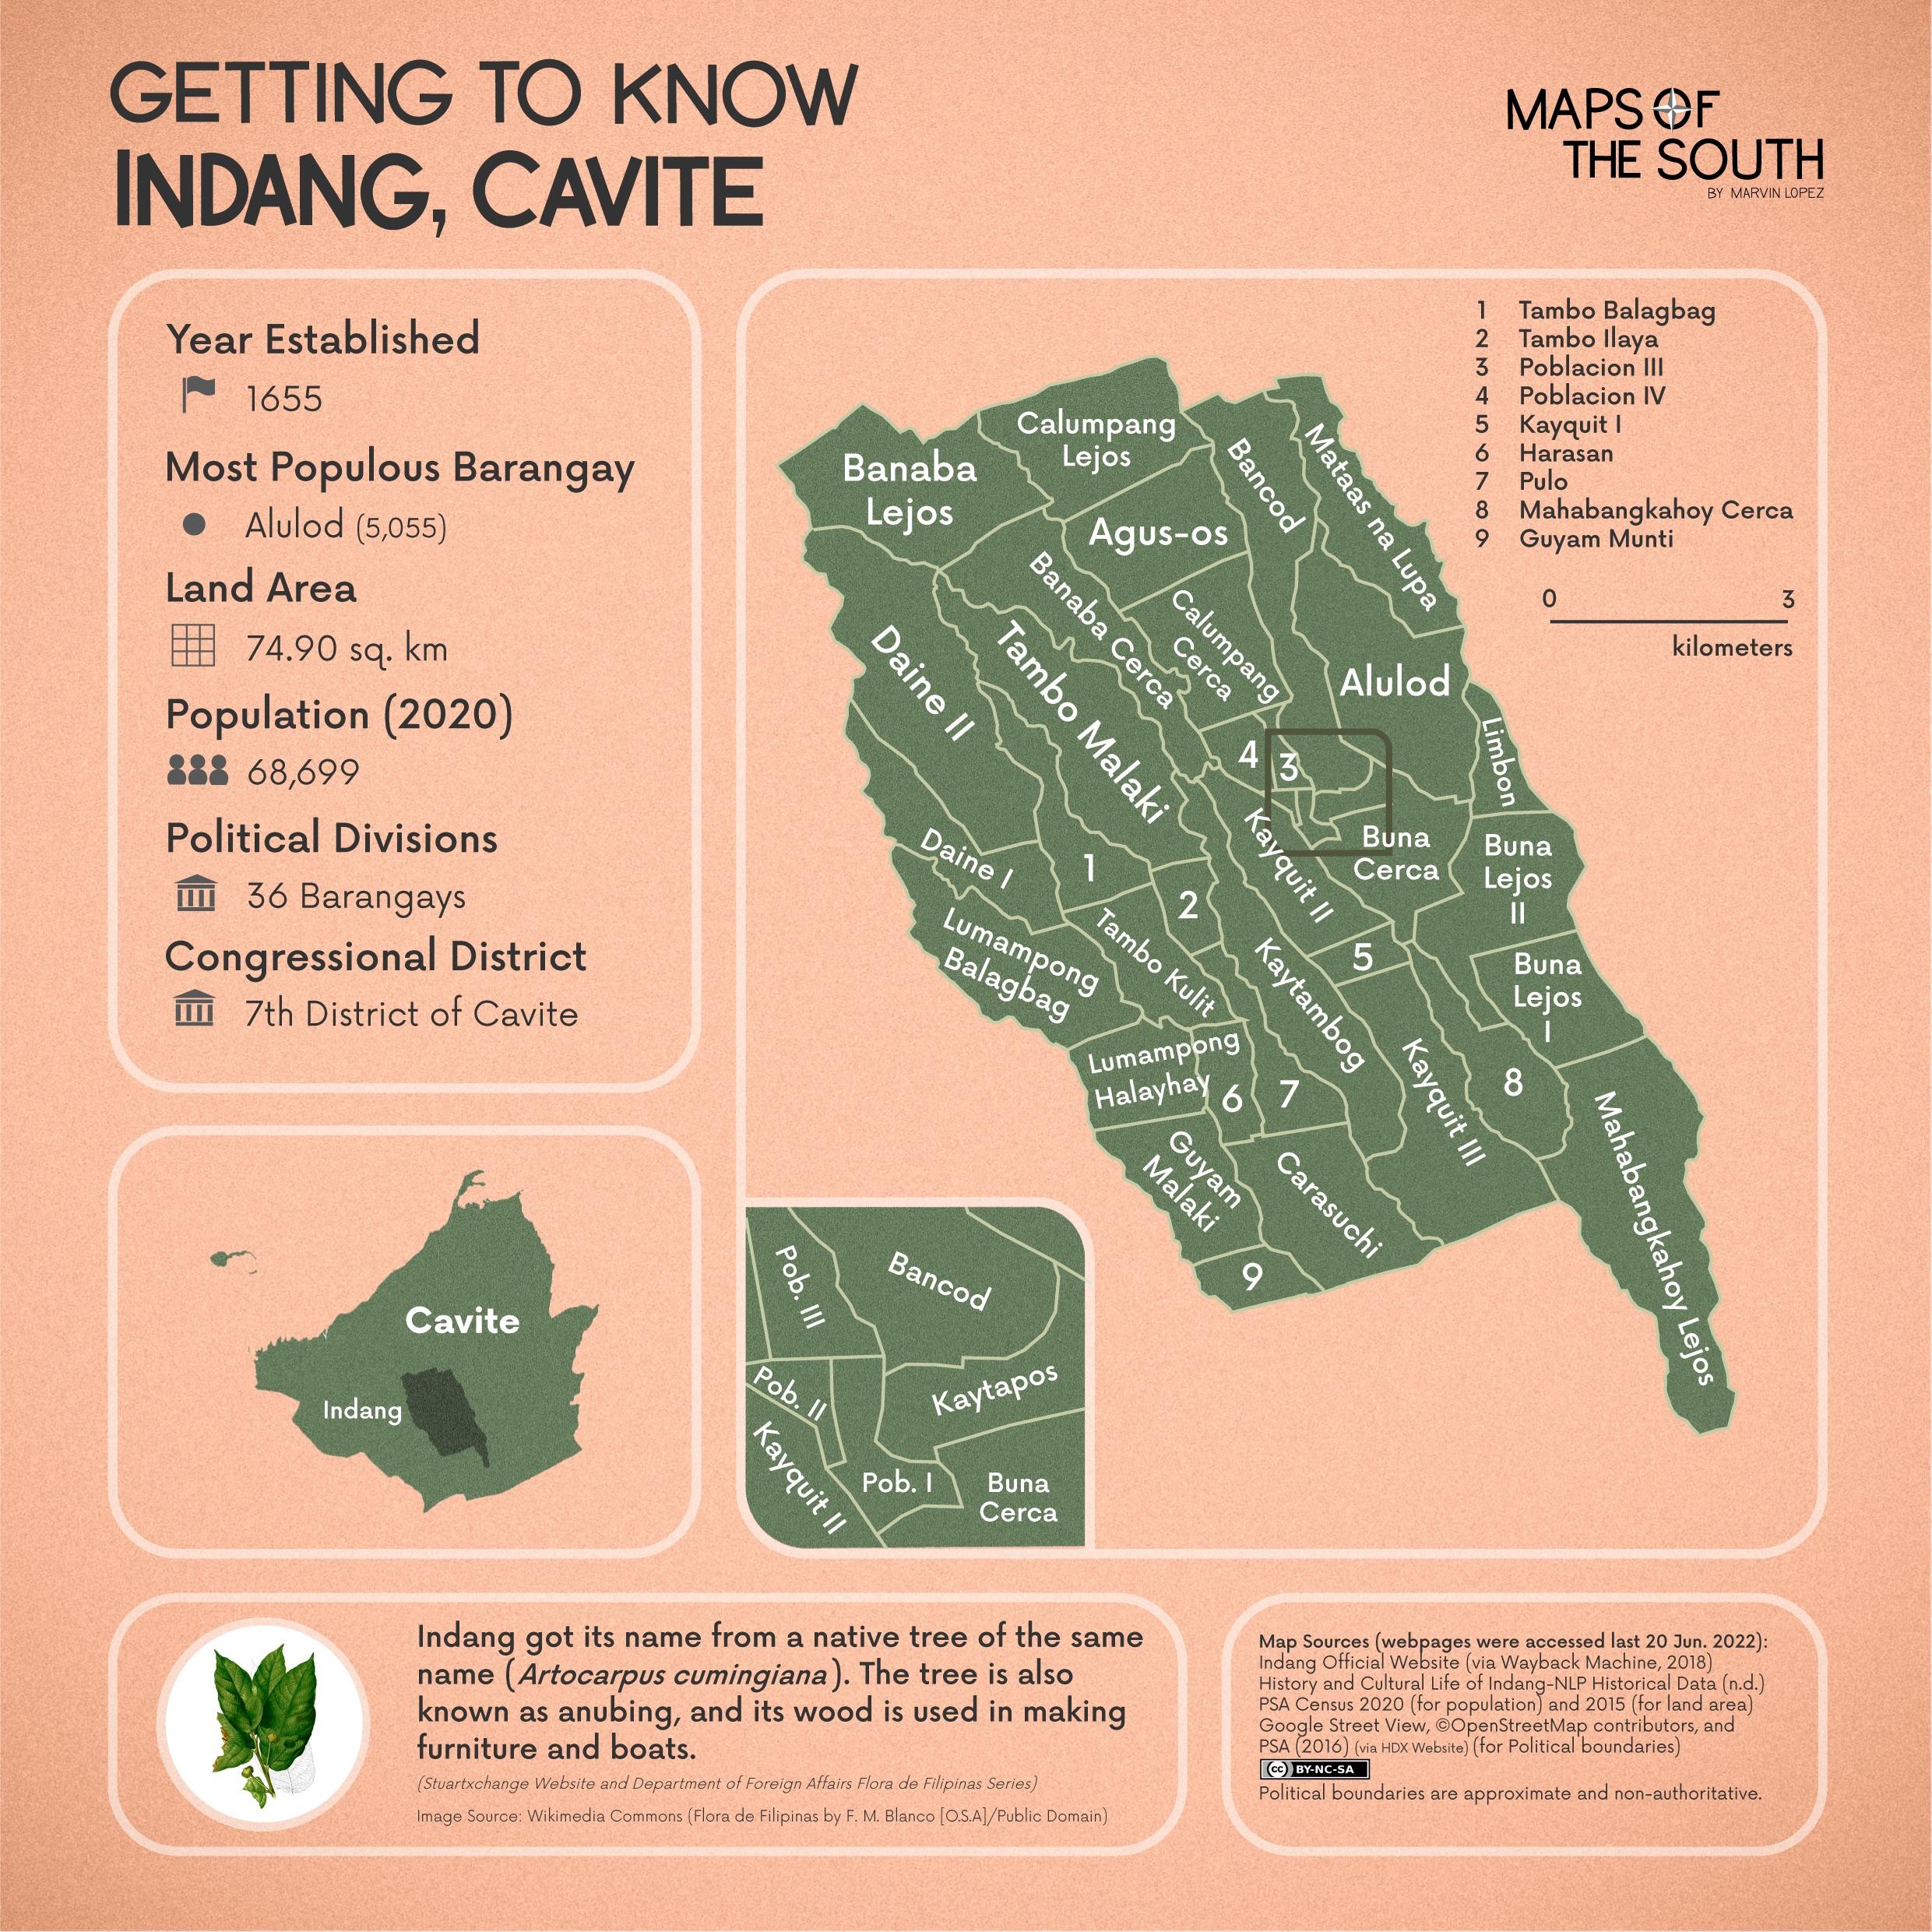 GETTING TO KNOW
INDANG, CAVITE
MAPS OF
THE SOUTH
BY MARVIN LOPEZ
Year Established
1655
Most Populous Barangay
Alulod (5,055)
Land Area
74.90 sq. km
Population (2020)
68,699
Political Divisions
36 Barangays
Congressional District
7th District of Cavite
1 Tambo Balagbag
2 Tambo Ilaya
3 Poblacion III
4 Poblacion IV
5 Kayquit I
6 Harasan
7 Pulo
8 Mahabangkahoy Cerca
9 Guyam Munti
0 3
kilometers
Banaba
Lejos
Calumpang
Lejos
Bancod
Mataas na Lupa
Agus-os
Banaba Cerca
Calumpang
Cerca
Daine II
Tambo Malaki
Alulod
Limbon
4
3
Buna
Cerca
Buna
Lejos
II
Kayquit II
Daine I
1
2
Lumampong
Balagbag
Tambo Kulit
Kaytambog
5
Buna
Lejos
I
Lumampong
Halayhay
6
7
Kayquit III
8
Mahabangkahoy Lejos
Guyam
Malaki
Carasuchi
9
Pob. III
Bancod
Pob. II
Kaytapos
Kayquit II
Pob. I
Buna
Cerca
Cavite
Indang
Indang got its name from a native tree of the same
name (Artocarpus cumingiana). The tree is also
known as anubing, and its wood is used in making
furniture and boats.
(Stuartxchange Website and Department of Foreign Affairs Flora de Filipinas Series)
Image Source: Wikimedia Commons (Flora de Filipinas by F. M. Blanco [O.S.A]/Public Domain)
Map Sources (webpages were accessed last 20 Jun. 2022):
Indang Official Website (via Wayback Machine, 2018)
History and Cultural Life of Indang-NLP Historical Data (n.d.)
PSA Census 2020 (for population) and 2015 (for land area)
Google Street View, ©OpenStreetMap contributors, and
PSA (2016) (via HDX Website) (for Political boundaries)
cc BY-NC-SA
Political boundaries are approximate and non-authoritative.